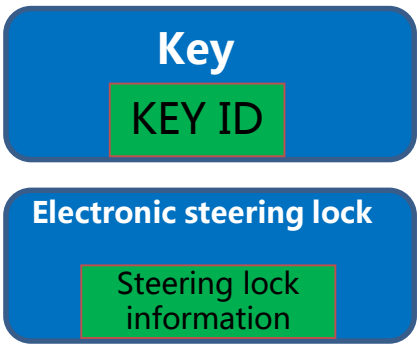 Key
KEY ID
Electronic steering lock
Steering lock
information